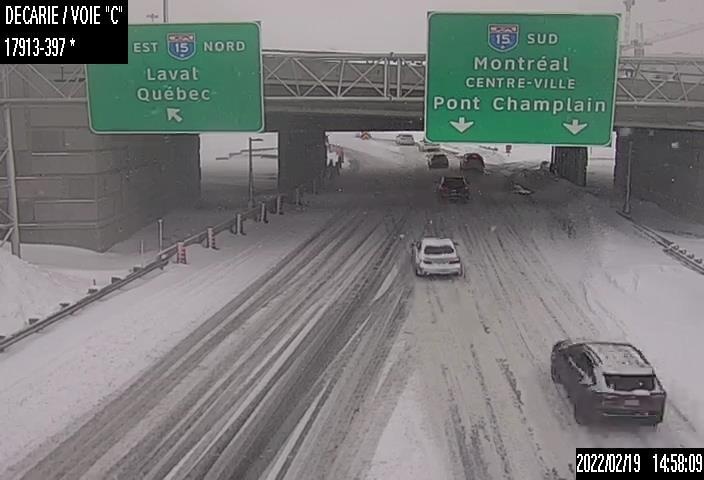 DECARIE / VOIE "C"
17913-397 *
EST 15 NORD
Laval
Québec
15 SUD
Montréal
CENTRE-VILLE
Pont Champlain
2022/02/19 14:58:09